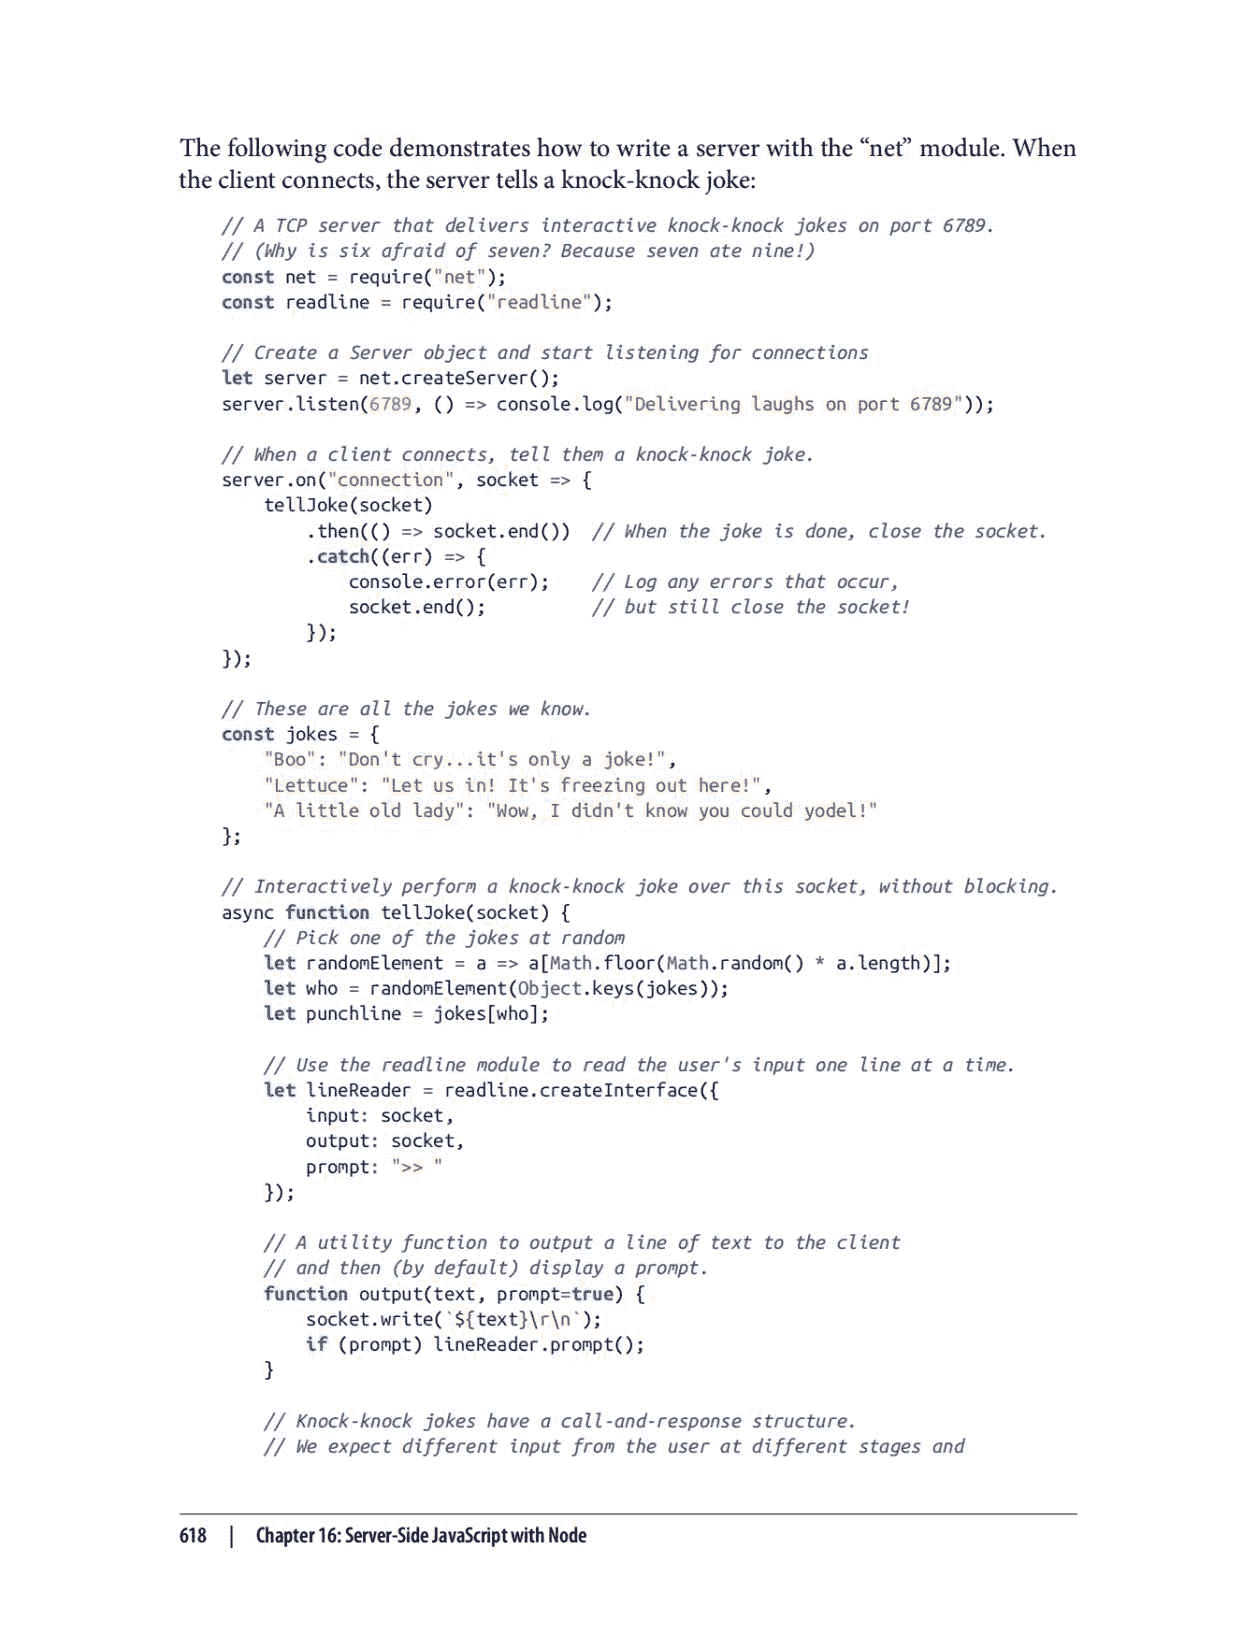 The following code demonstrates how to write a server with the “net” module. When
the client connects, the server tells a knock-knock joke:
// A TCP server that delivers interactive knock-knock jokes on port 6789.
// (Why is six afraid of seven? Because seven ate nine!)
const net = require("net");
const readline = require("readline");
// Create a Server object and start listening for connections
let server = net.createServer();
server.listen(6789, () => console.log("Delivering laughs on port 6789"));
// When a client connects, tell them a knock-knock joke.
server.on("connection", socket => {
    tellJoke(socket)
        .then(() => socket.end())  // When the joke is done, close the socket.
        .catch((err) => {
            console.error(err);    // Log any errors that occur,
            socket.end();          // but still close the socket!
        });
});
// These are all the jokes we know.
const jokes = {
    "Boo": "Don't cry...it's only a joke!",
    "Lettuce": "Let us in! It's freezing out here!",
    "A little old lady": "Wow, I didn't know you could yodel!"
};
// Interactively perform a knock-knock joke over this socket, without blocking.
async function tellJoke(socket) {
    // Pick one of the jokes at random
    let randomElement = a => a[Math.floor(Math.random() * a.length)];
    let who = randomElement(Object.keys(jokes));
    let punchline = jokes[who];
    // Use the readline module to read the user's input one line at a time.
    let lineReader = readline.createInterface({
        input: socket,
        output: socket,
        prompt: ">> "
    });
    // A utility function to output a line of text to the client
    // and then (by default) display a prompt.
    function output(text, prompt=true) {
        socket.write(`${text}\r\n`);
        if (prompt) lineReader.prompt();
    }
    // Knock-knock jokes have a call-and-response structure.
    // We expect different input from the user at different stages and
618 | Chapter 16: Server-Side JavaScript with Node